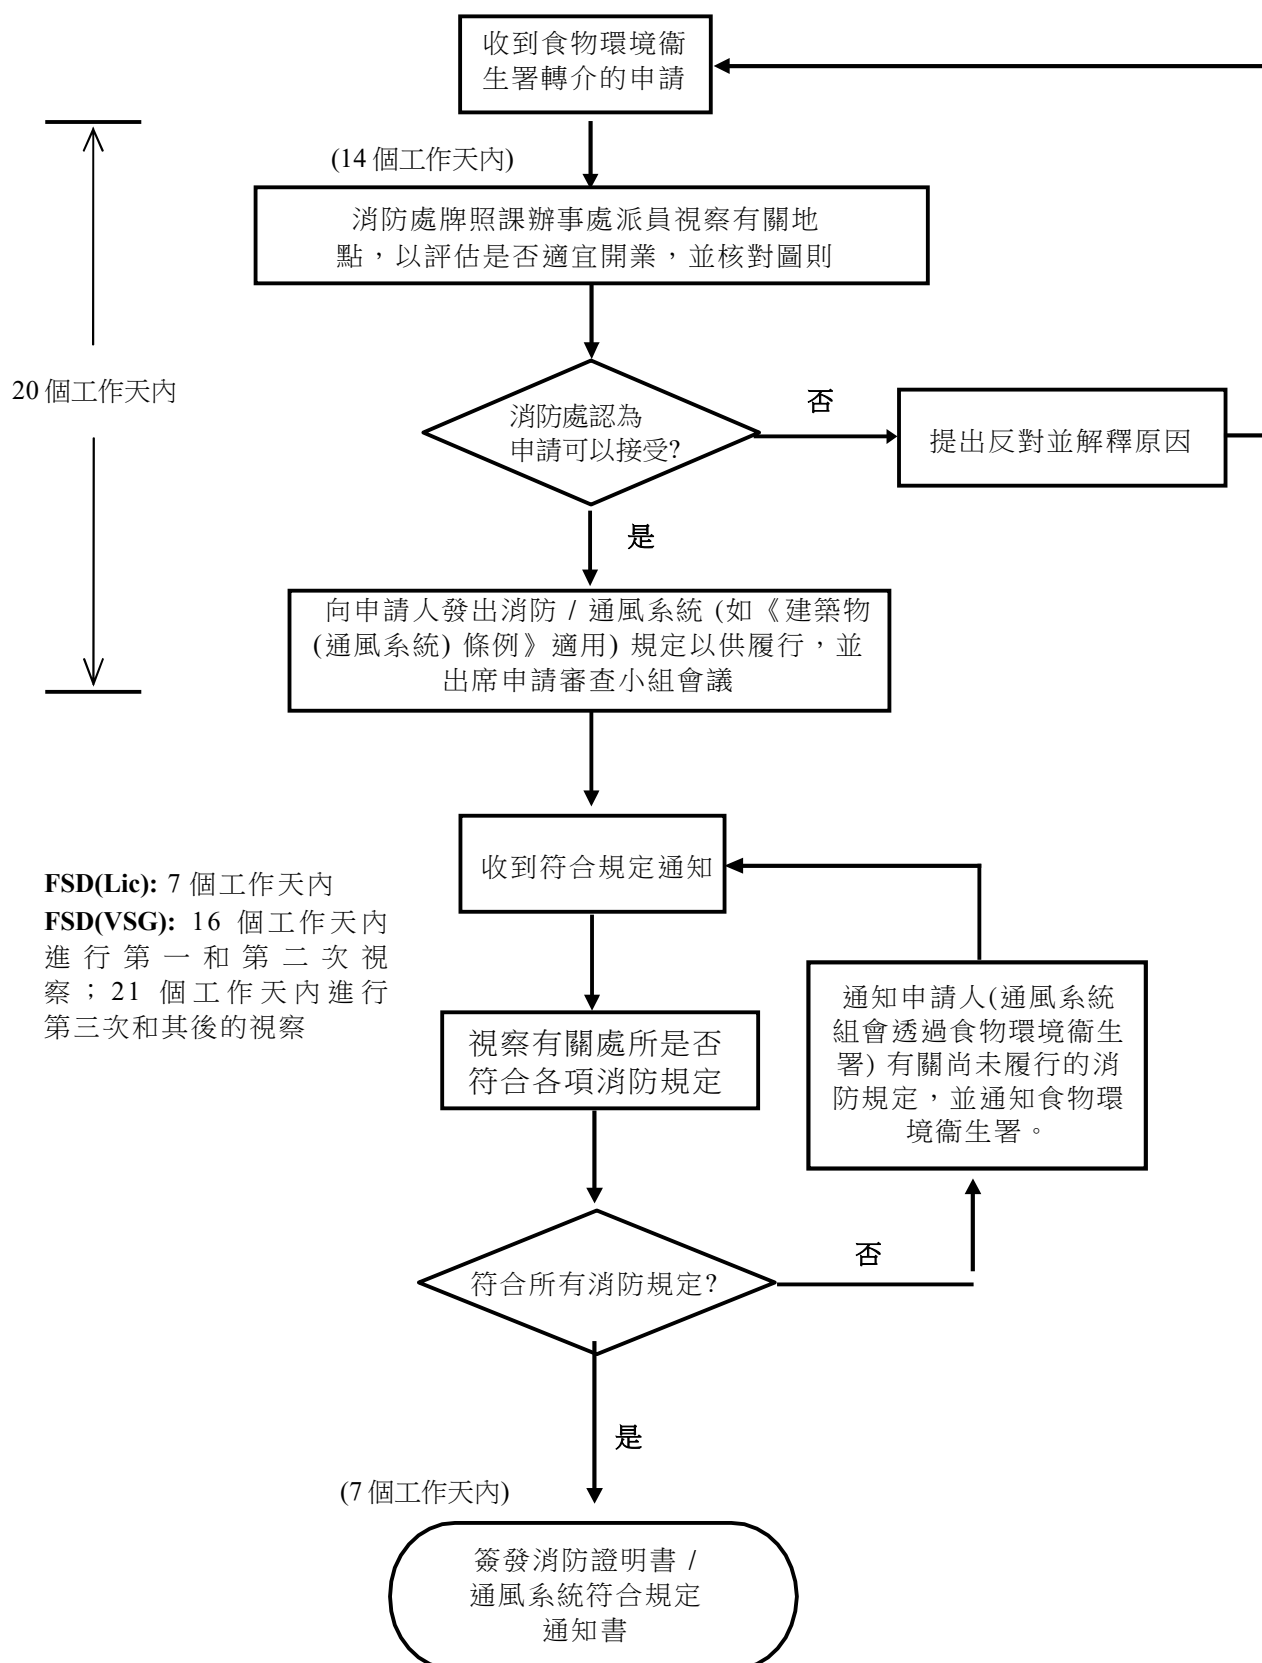 收到食物環境衞
生署轉介的申請
(14 個工作天內)
消防處牌照課辦事處派員視察有關地
點，以評估是否適宜開業，並核對圖則
20 個工作天內
消防處認為
申請可以接受?
否
提出反對並解釋原因
是
向申請人發出消防 / 通風系統 (如《建築物
(通風系統) 條例》適用) 規定以供履行，並
出席申請審查小組會議
收到符合規定通知
FSD(Lic): 7 個工作天內
FSD(VSG): 16 個工作天內
進行第一和第二次視
察；21 個工作天內進行
第三次和其後的視察
視察有關處所是否
符合各項消防規定
通知申請人(通風系統
組會透過食物環境衞生
署) 有關尚未履行的消
防規定，並通知食物環
境衞生署。
符合所有消防規定?
否
是
(7 個工作天內)
簽發消防證明書 /
通風系統符合規定
通知書